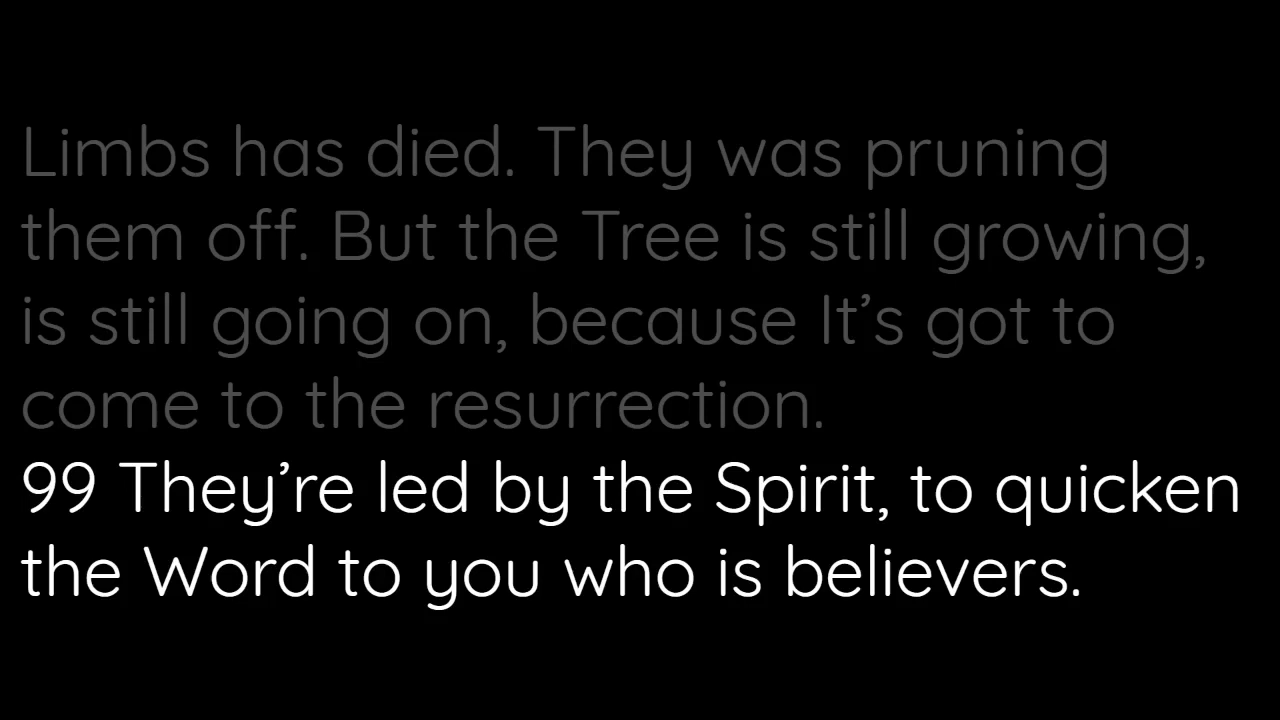 Limbs has died. They was pruning
them off. But the Tree is still growing,
is still going on, because It’s got to
come to the resurrection.
99 They’re led by the Spirit, to quicken
the Word to you who is believers.